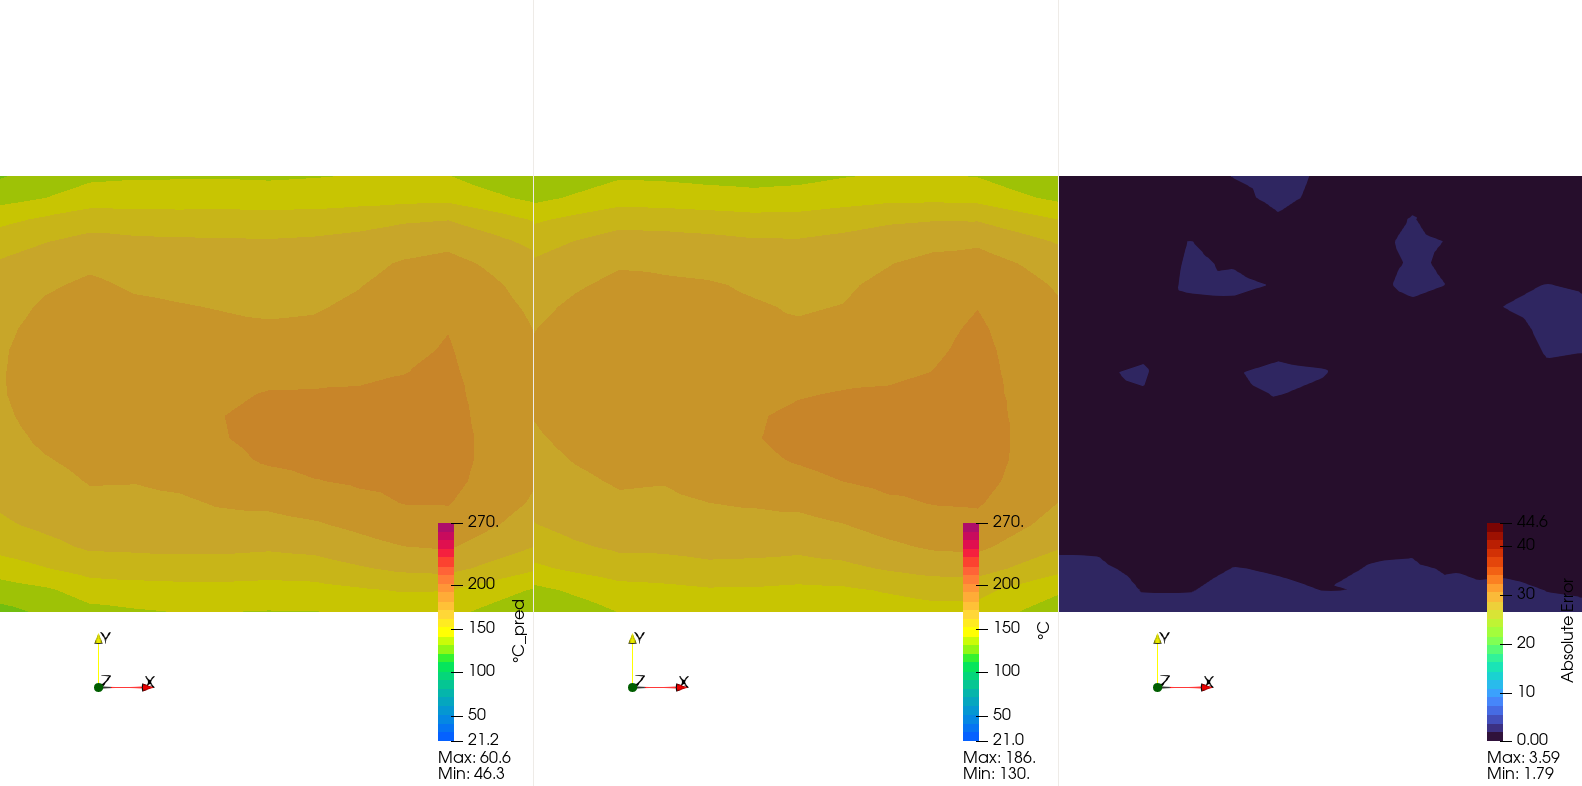 270.
200
150
100
50
21.2
°C_pred
Max: 60.6
Min: 46.3
Y
Z
X
270.
200
150
100
50
21.0
°C
Max: 186.
Min: 130.
Y
Z
X
44.6
40
30
20
10
0.00
Absolute Error
Max: 3.59
Min: 1.79
Y
Z
X